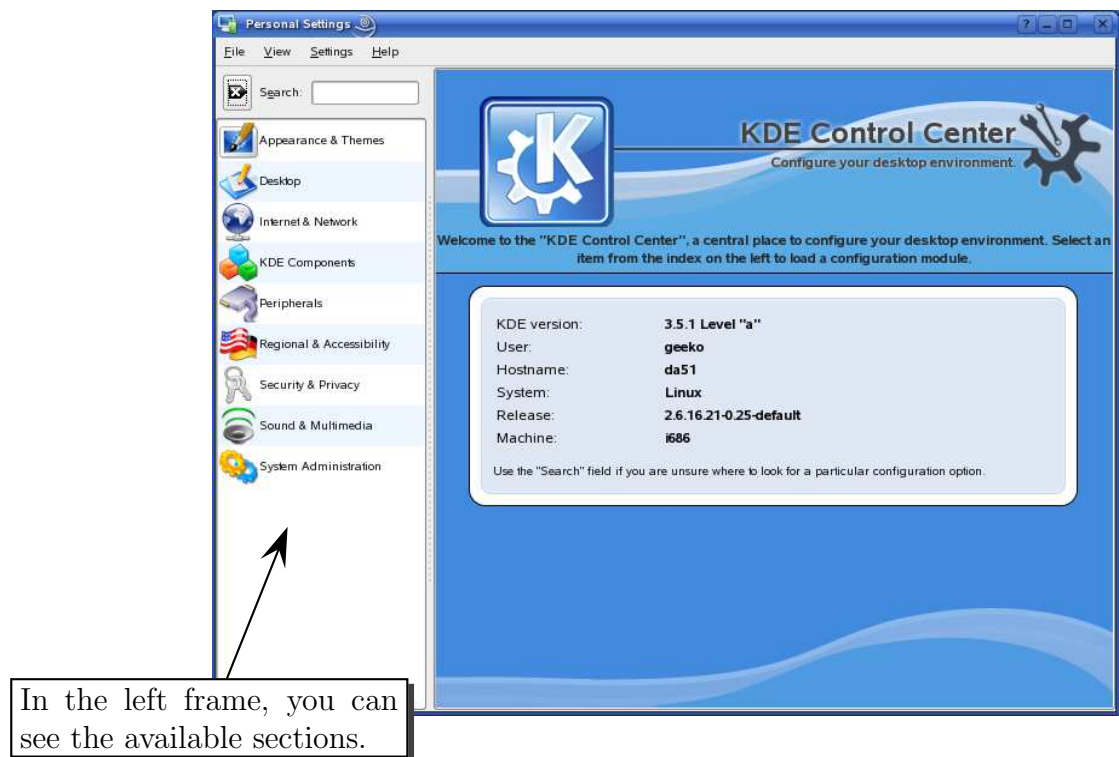 Personal Settings
File View Settings Help
Search:
Appearance & Themes
Desktop
Internet & Network
KDE Components
Peripherals
Regional & Accessibility
Security & Privacy
Sound & Multimedia
System Administration
K
KDE Control Center
Configure your desktop environment.
Welcome to the "KDE Control Center", a central place to configure your desktop environment. Select an
item from the index on the left to load a configuration module.
KDE version: 3.5.1 Level "a"
User: geeko
Hostname: da51
System: Linux
Release: 2.6.16.21-0.25-default
Machine: i686
Use the "Search" field if you are unsure where to look for a particular configuration option.
In the left frame, you can
see the available sections.